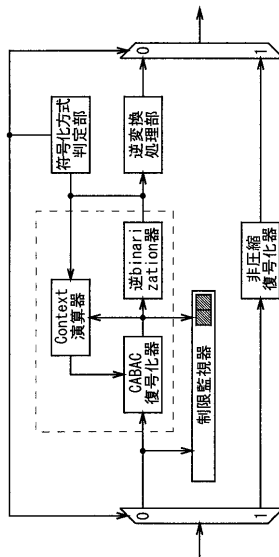 符号化方式
判定部
Context
演算器
CABAC
復号化器
逆binari
zation器
逆変換
処理部
制限監視器
非圧縮
復号化器
0
1
0
1